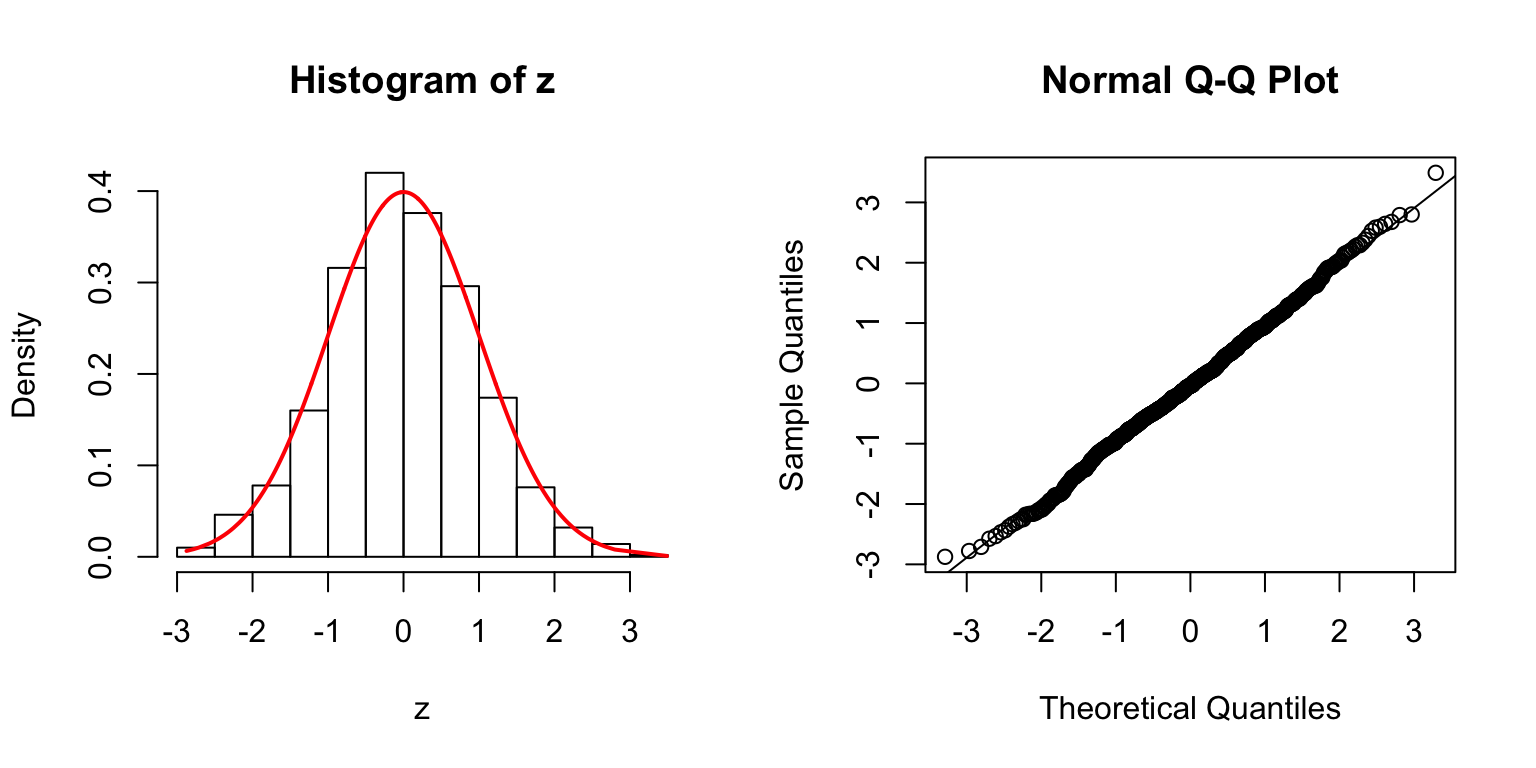 Histogram of z
Density
0.0 0.1 0.2 0.3 0.4
-3 -2 -1 0 1 2 3
z
Normal Q-Q Plot
Sample Quantiles
-3 -2 -1 0 1 2 3
-3 -2 -1 0 1 2 3
Theoretical Quantiles